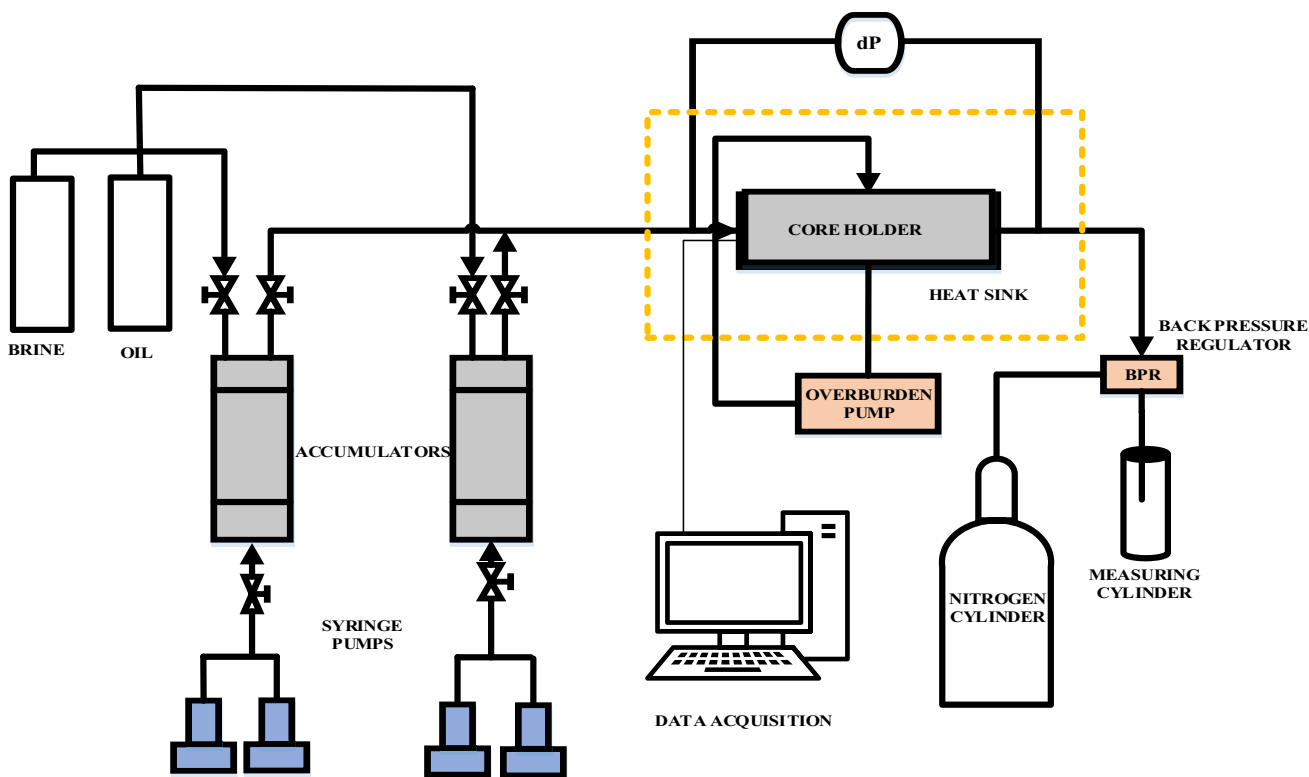 dP
CORE HOLDER
HEAT SINK
BRINE
OIL
BACK PRESSURE
REGULATOR
BPR
OVERBURDEN
PUMP
ACCUMULATORS
MEASURING
CYLINDER
NITROGEN
CYLINDER
SYRINGE
PUMPS
DATA ACQUISITION